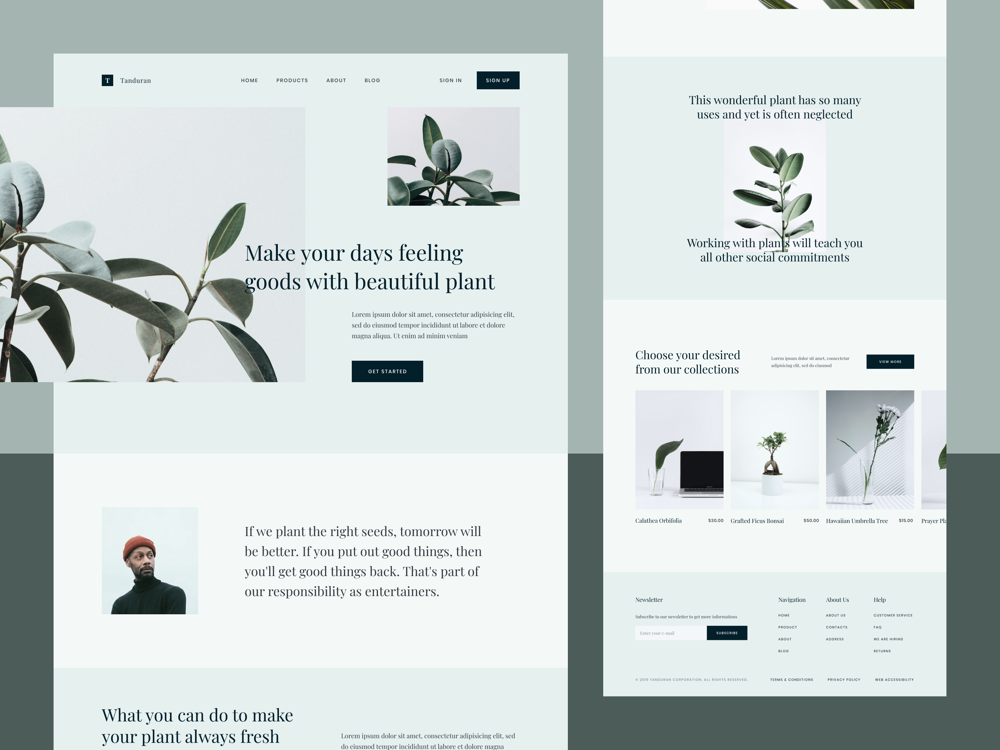 T Tanduran
HOME PRODUCTS ABOUT BLOG
SIGN IN SIGN UP
Make your days feeling
goods with beautiful plant
Lorem ipsum dolor sit amet, consectetur adipisicing elit,
sed do eiusmod tempor incididunt ut labore et dolore
magna aliqua. Ut enim ad minim veniam
GET STARTED
If we plant the right seeds, tomorrow will
be better. If you put out good things, then
you'll get good things back. That's part of
our responsibility as entertainers.
What you can do to make
your plant always fresh
Lorem ipsum dolor sit amet, consectetur adipisicing elit, sed
do eiusmod tempor incididunt ut labore et dolore magna
This wonderful plant has so many
uses and yet is often neglected
Working with plants will teach you
all other social commitments
Choose your desired
from our collections
Lorem ipsum dolor sit amet, consectetur
adipisicing elit, sed do eiusmod
VIEW MORE
Calathea Orbifolia $30.00
Grafted Ficus Bonsai $50.00
Hawaiian Umbrella Tree $15.00
Prayer Pla
Newsletter
Subscribe to our newsletter to get more informations
Enter your e-mail SUBSCRIBE
Navigation
HOME
PRODUCT
ABOUT
BLOG
About Us
ABOUT US
CONTACTS
ADDRESS
Help
CUSTOMER SERVICE
FAQ
WE ARE HIRING
RETURNS
© 2019 TANDURAN CORPORATION. ALL RIGHTS RESERVED.
TERMS & CONDITIONS PRIVACY POLICY WEB ACCESSIBILITY